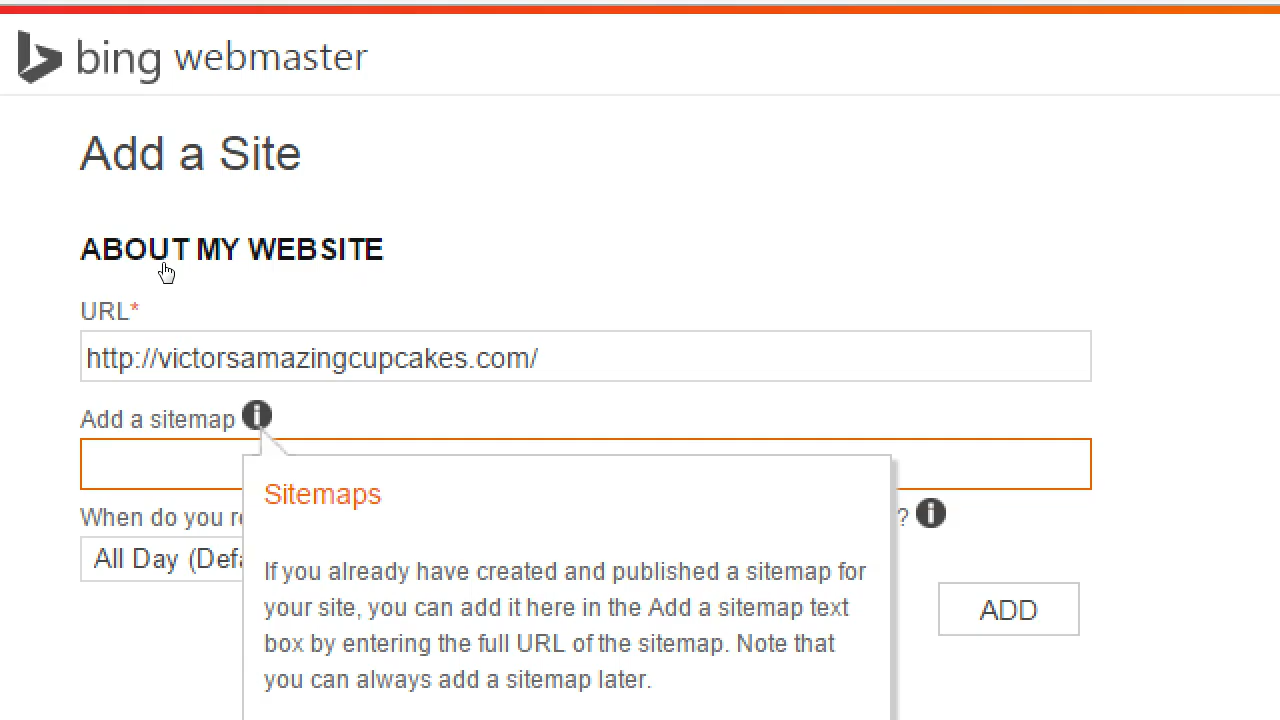 bing webmaster
Add a Site
ABOUT MY WEBSITE
URL*
http://victorsamazingcupcakes.com/
Add a sitemap
Sitemaps
When do you
?
All Day
If you already have created and published a sitemap for
your site, you can add it here in the Add a sitemap text
box by entering the full URL of the sitemap. Note that
you can always add a sitemap later.
ADD